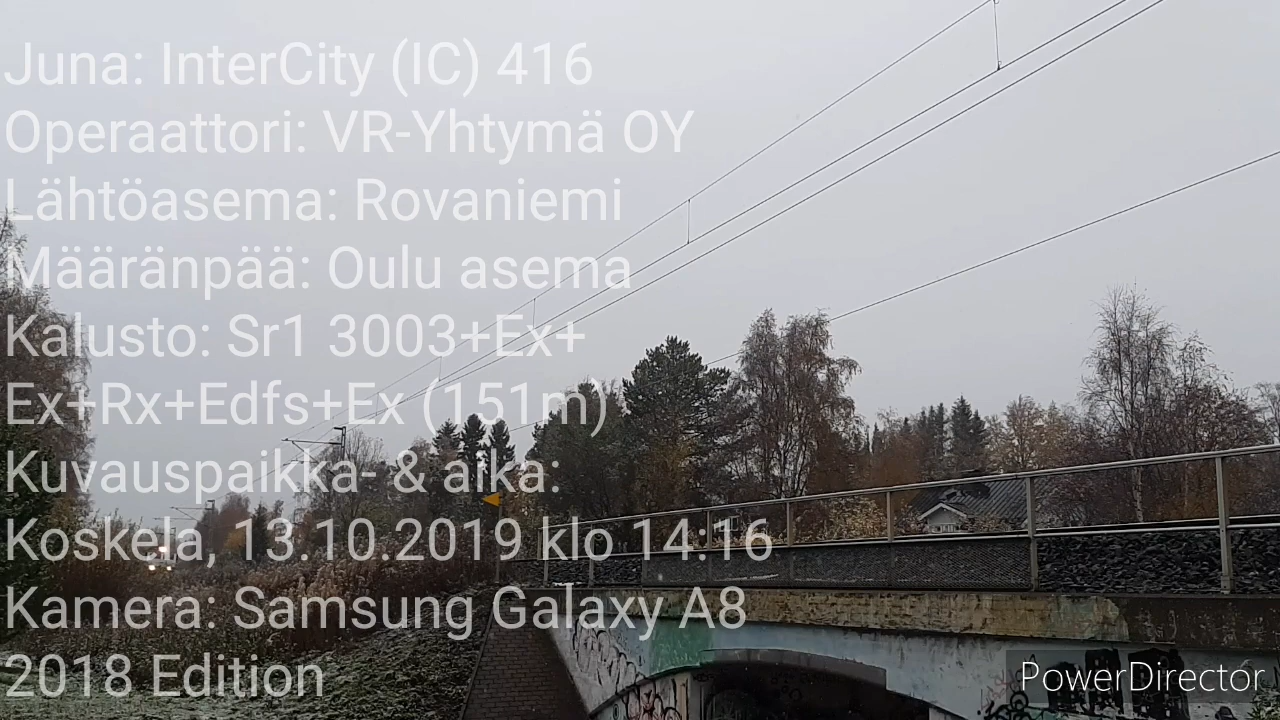 Juna: InterCity (IC) 416
Operaattori: VR-Yhtymä OY
Lähtöasema: Rovaniemi
Määränpää: Oulu asema
Kalusto: Sr1 3003+Ex+
Ex+Rx+Edfs+Ex (151m)
Kuvauspaikka- & aika:
Koskela, 13.10.2019 klo 14:16
Kamera: Samsung Galaxy A8
2018 Edition
PowerDirector